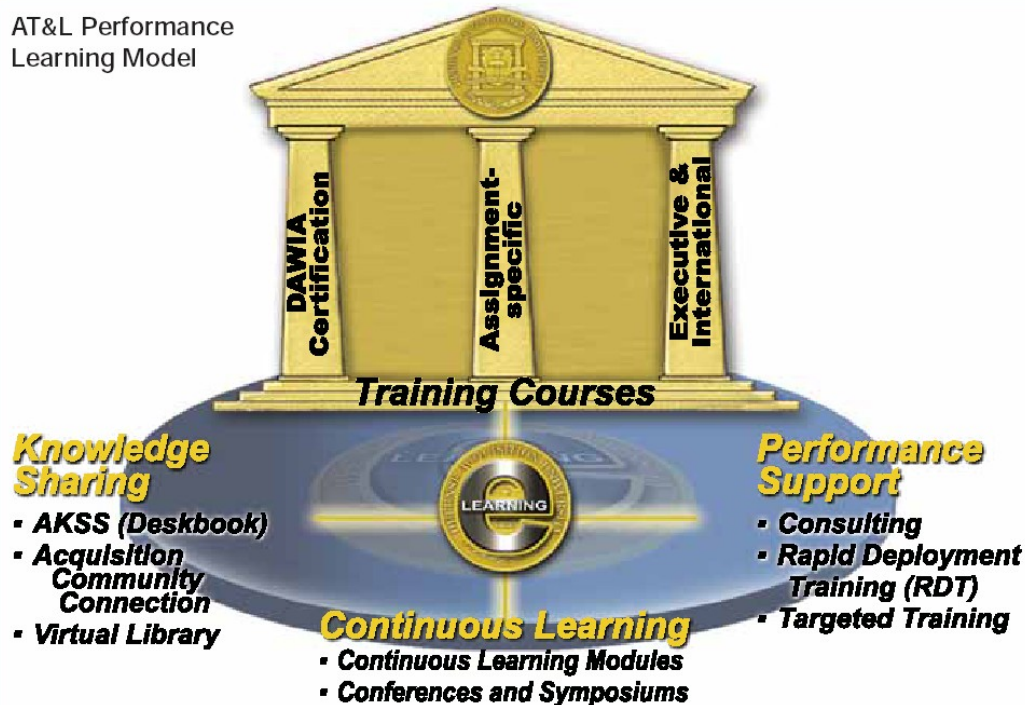 AT&L Performance
Learning Model
DAWIA
Certification
Assignment-
specific
Executive &
International
Training Courses
Knowledge
Sharing
▪ AKSS (Deskbook)
▪ Acquisition
Community
Connection
▪ Virtual Library
LEARNING
Performance
Support
▪ Consulting
▪ Rapid Deployment
Training (RDT)
▪ Targeted Training
Continuous Learning
▪ Continuous Learning Modules
▪ Conferences and Symposiums